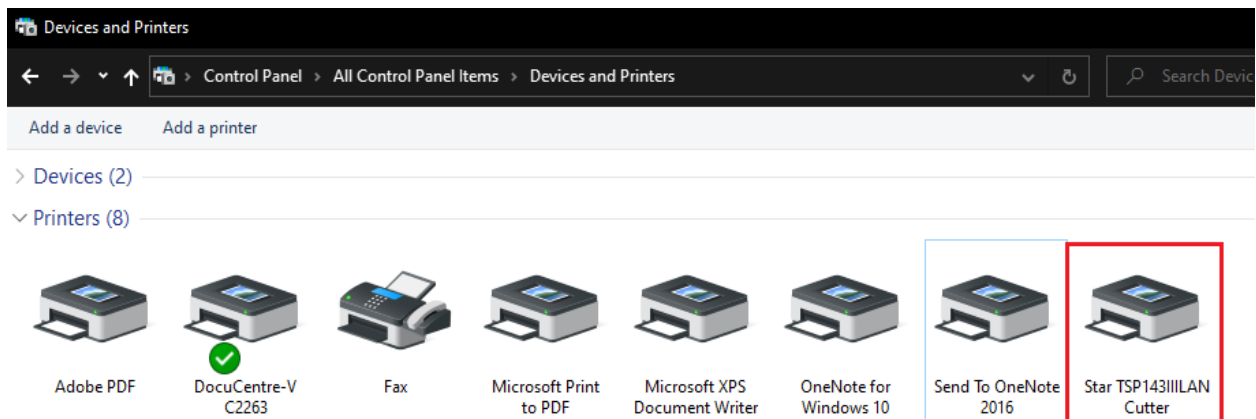 Devices and Printers
Control Panel > All Control Panel Items > Devices and Printers
Search Devic
Add a device Add a printer
Devices (2)
Printers (8)
Adobe PDF
DocuCentre-V
C2263
Fax
Microsoft Print
to PDF
Microsoft XPS
Document Writer
OneNote for
Windows 10
Send To OneNote
2016
Star TSP143IIILAN
Cutter